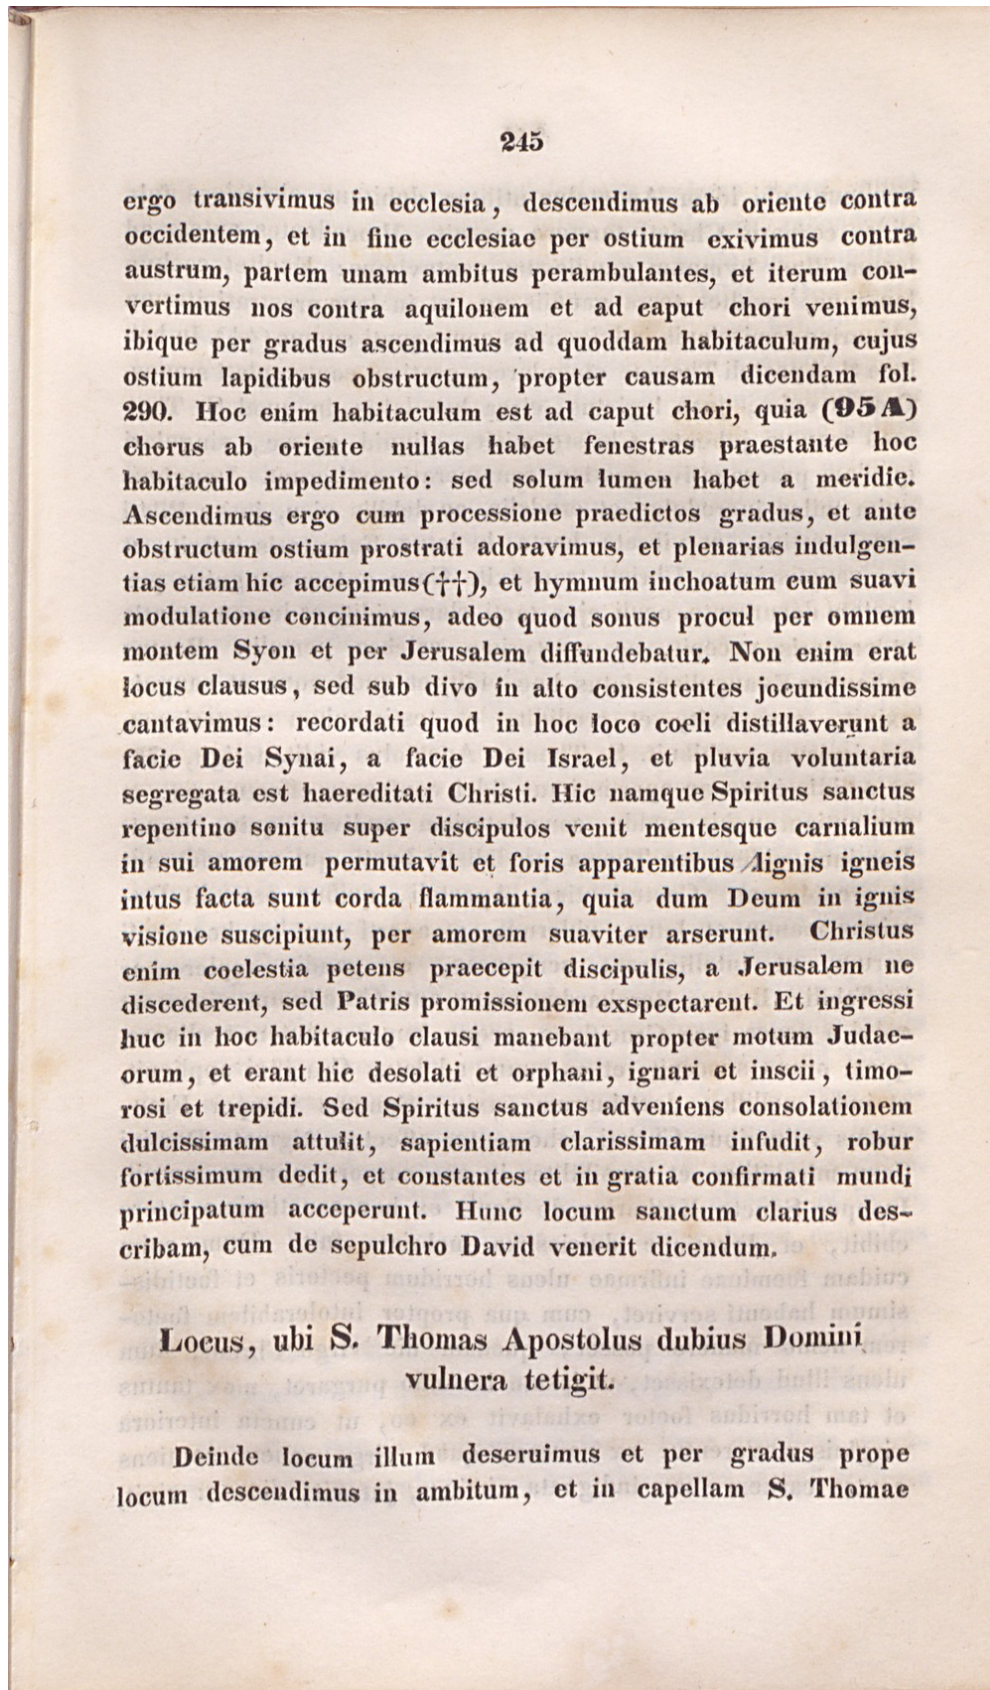 245
ergo transivimus in ecclesia, descendimus ab oriente contra
occidentem, et in fine ecclesiae per ostium exivimus contra
austrum, partem unam ambitus perambulantes, et iterum con-
vertimus nos contra aquilonem et ad caput chori venimus,
ibique per gradus ascendimus ad quoddam habitaculum, cujus
ostium lapidibus obstructum, propter causam dicendam fol.
290. Hoc enim habitaculum est ad caput chori, quia (95 A)
chorus ab oriente nullas habet fenestras praestante hoc
habitaculo impedimento: sed solum lumen habet a meridie.
Ascendimus ergo cum processione praedictos gradus, et ante
obstructum ostium prostrati adoravimus, et plenarias indulgen-
tias etiam hic accepimus(††), et hymnum inchoatum cum suavi
modulatione concinimus, adeo quod sonus procul per omnem
montem Syon et per Jerusalem diffundebatur. Non enim erat
locus clausus, sed sub divo in alto consistentes jocundissime
cantavimus: recordati quod in hoc loco coeli distillaverunt a
facie Dei Synai, a facie Dei Israel, et pluvia voluntaria
segregata est haereditati Christi. Hic namque Spiritus sanctus
repentino sonitu super discipulos venit mentesque carnalium
in sui amorem permutavit et foris apparentibus lignis igneis
intus facta sunt corda flammantia, quia dum Deum in ignis
visione suscipiunt, per amorem suaviter arserunt. Christus
enim coelestia petens praecepit discipulis, a Jerusalem ne
discederent, sed Patris promissionem exspectarent. Et ingressi
huc in hoc habitaculo clausi manebant propter motum Judae-
orum, et erant hic desolati et orphani, ignari et inscii, timo-
rosi et trepidi. Sed Spiritus sanctus adveniens consolationem
dulcissimam attulit, sapientiam clarissimam infudit, robur
fortissimum dedit, et constantes et in gratia confirmati mundi
principatum acceperunt. Hunc locum sanctum clarius des-
cribam, cum de sepulchro David venerit dicendum.
Locus, ubi S. Thomas Apostolus dubius Domini
vulnera tetigit.
Deinde locum illum deseruimus et per gradus prope
locum descendimus in ambitum, et in capellam S. Thomae